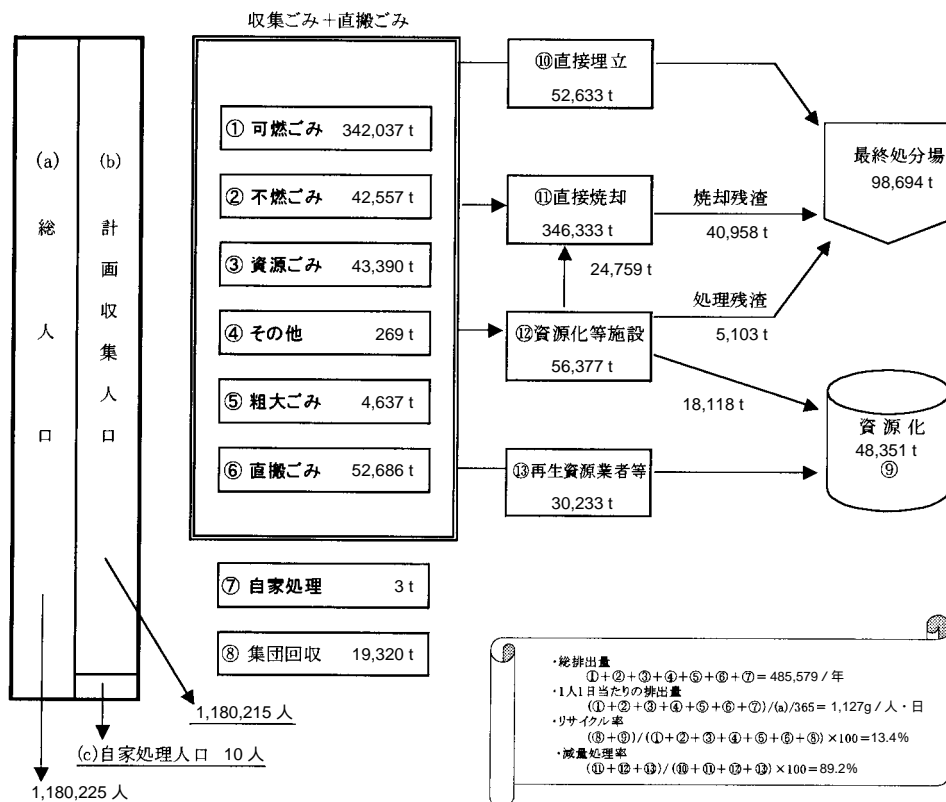 収集ごみ＋直搬ごみ
(a) 総人口
(b) 計画収集人口
① 可燃ごみ 342,037 t
② 不燃ごみ 42,557 t
③ 資源ごみ 43,390 t
④ その他 269 t
⑤ 粗大ごみ 4,637 t
⑥ 直搬ごみ 52,686 t
⑦ 自家処理 3 t
⑧ 集団回収 19,320 t
⑩直接埋立
52,633 t
⑪直接焼却
346,333 t
24,759 t
⑫資源化等施設
56,377 t
⑬再生資源業者等
30,233 t
焼却残渣
40,958 t
処理残渣
5,103 t
18,118 t
最終処分場
98,694 t
資源化
48,351 t
⑨
1,180,215 人
(c)自家処理人口 10 人
1,180,225 人
・総排出量
①＋②＋③＋④＋⑤＋⑥＋⑦＝485,579 / 年
・1人1日当たりの排出量
(①＋②＋③＋④＋⑤＋⑥＋⑦)/(a)/365＝1,127g / 人・日
・リサイクル率
(⑧＋⑨)/(①＋②＋③＋④＋⑤＋⑥＋⑧)×100＝13.4%
・減量処理率
(⑪＋⑫＋⑬)/(⑩＋⑪＋⑫＋⑬)×100＝89.2%